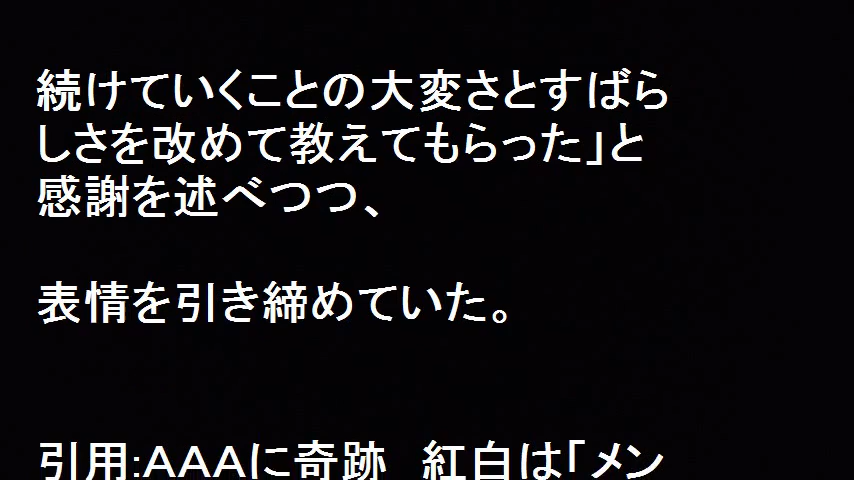 続けていくことの大変さとすばら
しさを改めて教えてもらった」と
感謝を述べつつ、
表情を引き締めていた。
引用:ＡＡＡに奇跡　紅白は「メン